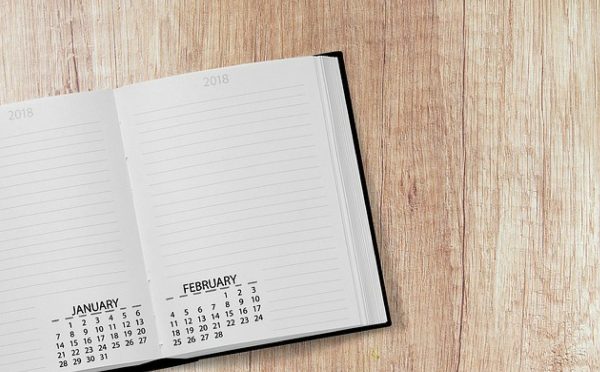 2018
JANUARY
1 2 3 4 5 6
7 8 9 10 11 12 13
14 15 16 17 18 19 20
21 22 23 24 25 26 27
28 29 30 31
2018
FEBRUARY
1 2 3
4 5 6 7 8 9 10
11 12 13 14 15 16 17
18 19 20 21 22 23 24
25 26 27 28